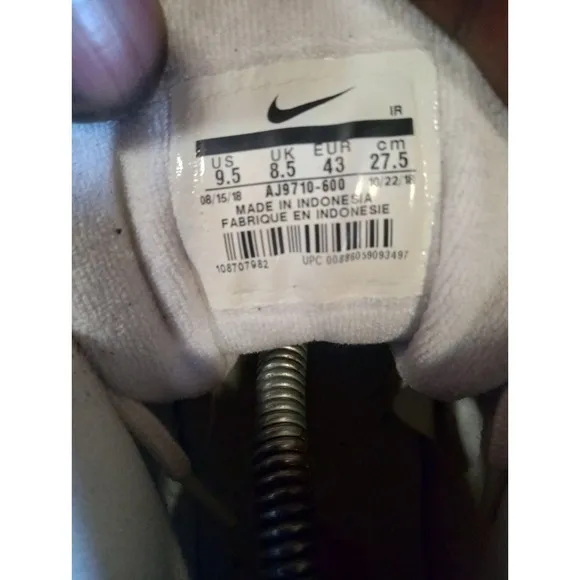 IR
US UK EUR cm
9.5 8.5 43 27.5
08/15/18 AJ9710-600 10/22/18
MADE IN INDONESIA
FABRIQUE EN INDONESIE
108707982 UPC 00886059093497